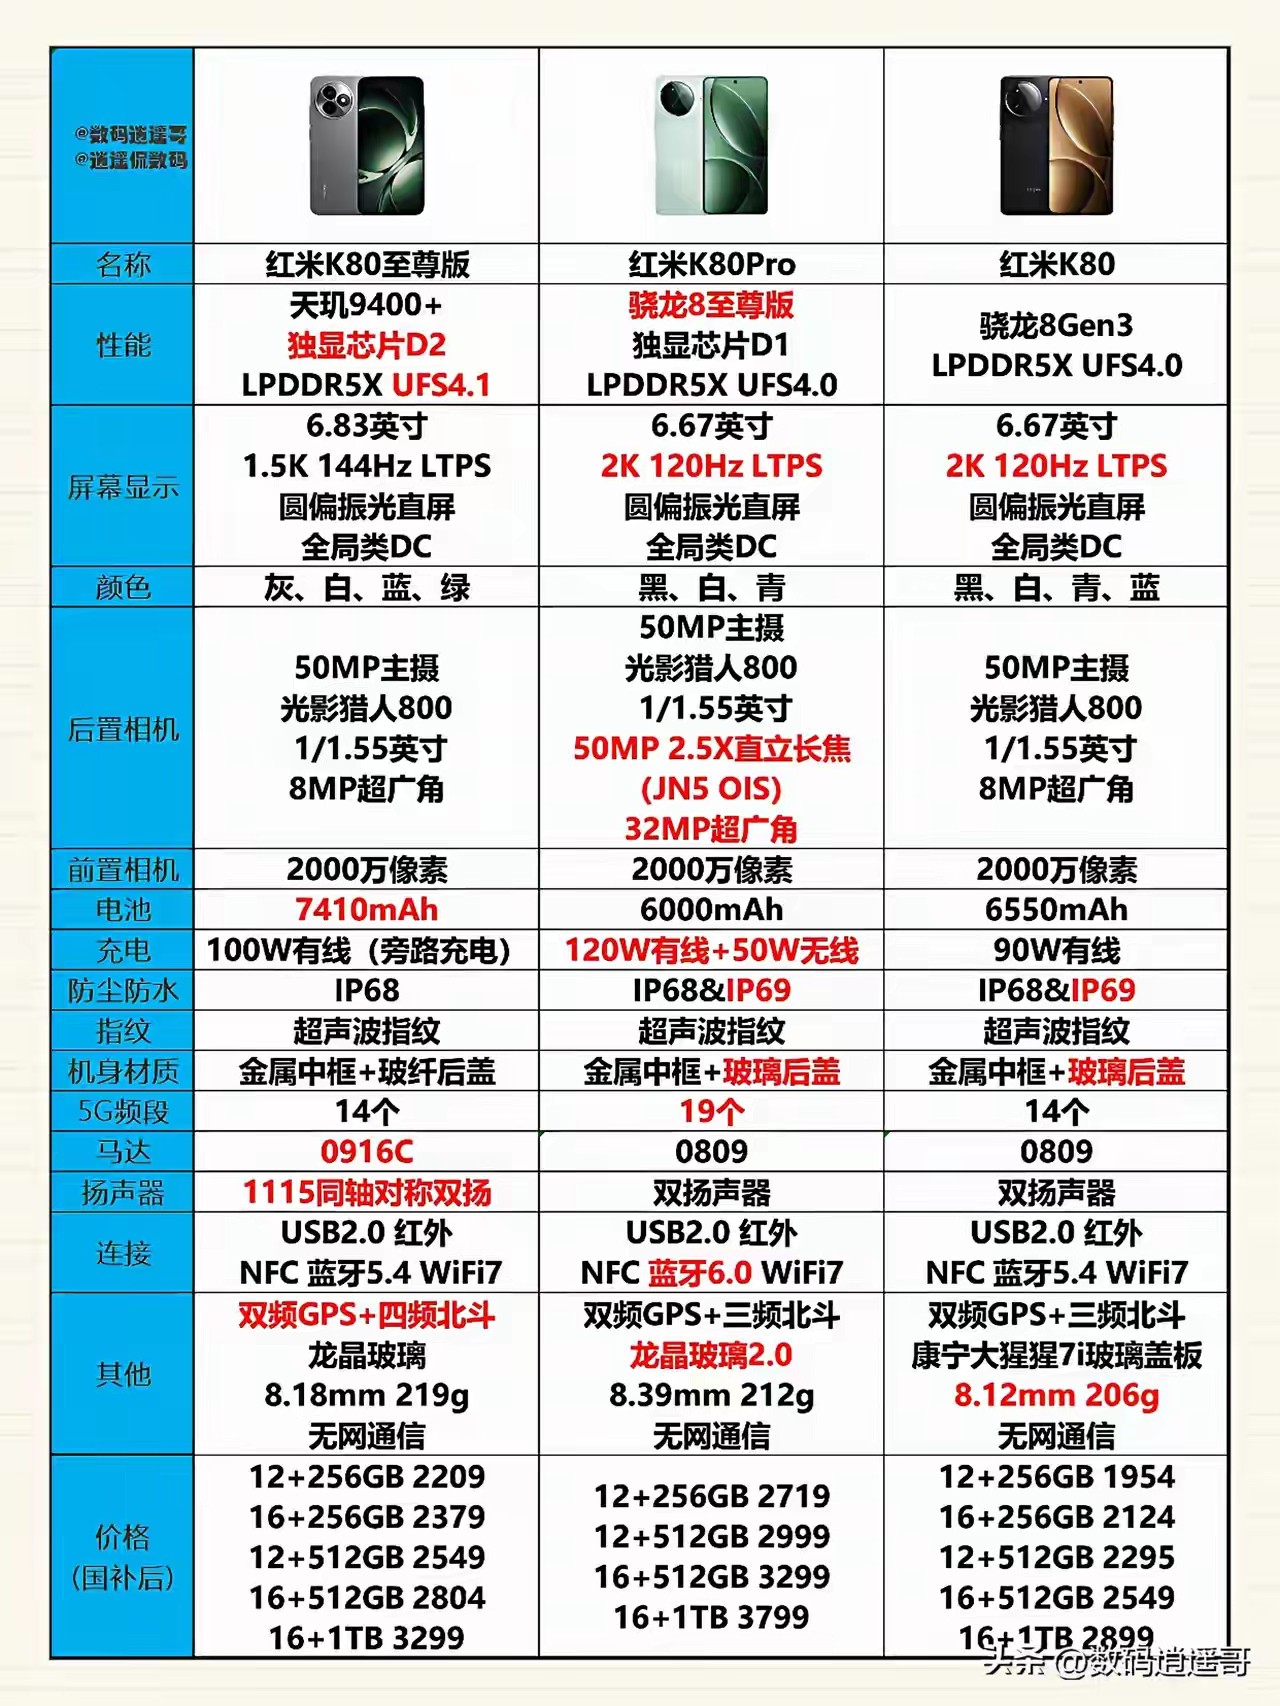 @数码逍遥哥
@逍遥侃数码
名称 红米K80至尊版 红米K80Pro 红米K80
性能
天玑9400+
独显芯片D2
LPDDR5X UFS4.1
骁龙8至尊版
独显芯片D1
LPDDR5X UFS4.0
骁龙8Gen3
LPDDR5X UFS4.0
屏幕显示
6.83英寸
1.5K 144Hz LTPS
圆偏振光直屏
全局类DC
6.67英寸
2K 120Hz LTPS
圆偏振光直屏
全局类DC
6.67英寸
2K 120Hz LTPS
圆偏振光直屏
全局类DC
颜色 灰、白、蓝、绿 黑、白、青 黑、白、青、蓝
后置相机
50MP主摄
光影猎人800
1/1.55英寸
8MP超广角
50MP主摄
光影猎人800
1/1.55英寸
50MP 2.5X直立长焦
(JN5 OIS)
32MP超广角
50MP主摄
光影猎人800
1/1.55英寸
8MP超广角
前置相机 2000万像素 2000万像素 2000万像素
电池 7410mAh 6000mAh 6550mAh
充电 100W有线（旁路充电） 120W有线+50W无线 90W有线
防尘防水 IP68 IP68&IP69 IP68&IP69
指纹 超声波指纹 超声波指纹 超声波指纹
机身材质 金属中框+玻纤后盖 金属中框+玻璃后盖 金属中框+玻璃后盖
5G频段 14个 19个 14个
马达 0916C 0809 0809
扬声器 1115同轴对称双扬 双扬声器 双扬声器
连接
USB2.0 红外
NFC 蓝牙5.4 WiFi7
USB2.0 红外
NFC 蓝牙6.0 WiFi7
USB2.0 红外
NFC 蓝牙5.4 WiFi7
其他
双频GPS+四频北斗
龙晶玻璃
8.18mm 219g
无网通信
双频GPS+三频北斗
龙晶玻璃2.0
8.39mm 212g
无网通信
双频GPS+三频北斗
康宁大猩猩7i玻璃盖板
8.12mm 206g
无网通信
价格
（国补后）
12+256GB 2209
16+256GB 2379
12+512GB 2549
16+512GB 2804
16+1TB 3299
12+256GB 2719
12+512GB 2999
16+512GB 3299
16+1TB 3799
12+256GB 1954
16+256GB 2124
12+512GB 2295
16+512GB 2549
16+1TB 2899
头条 @数码逍遥哥